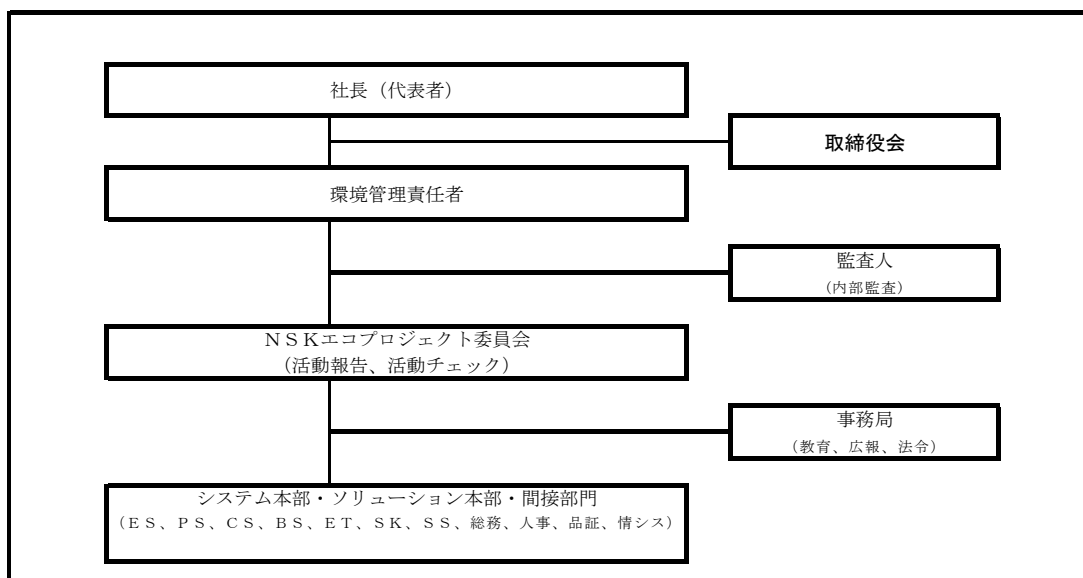 社長（代表者）
取締役会
環境管理責任者
監査人
（内部監査）
ＮＳＫエコプロジェクト委員会
（活動報告、活動チェック）
事務局
（教育、広報、法令）
システム本部・ソリューション本部・間接部門
（ＥＳ、ＰＳ、ＣＳ、ＢＳ、ＥＴ、ＳＫ、ＳＳ、総務、人事、品証、情シス）